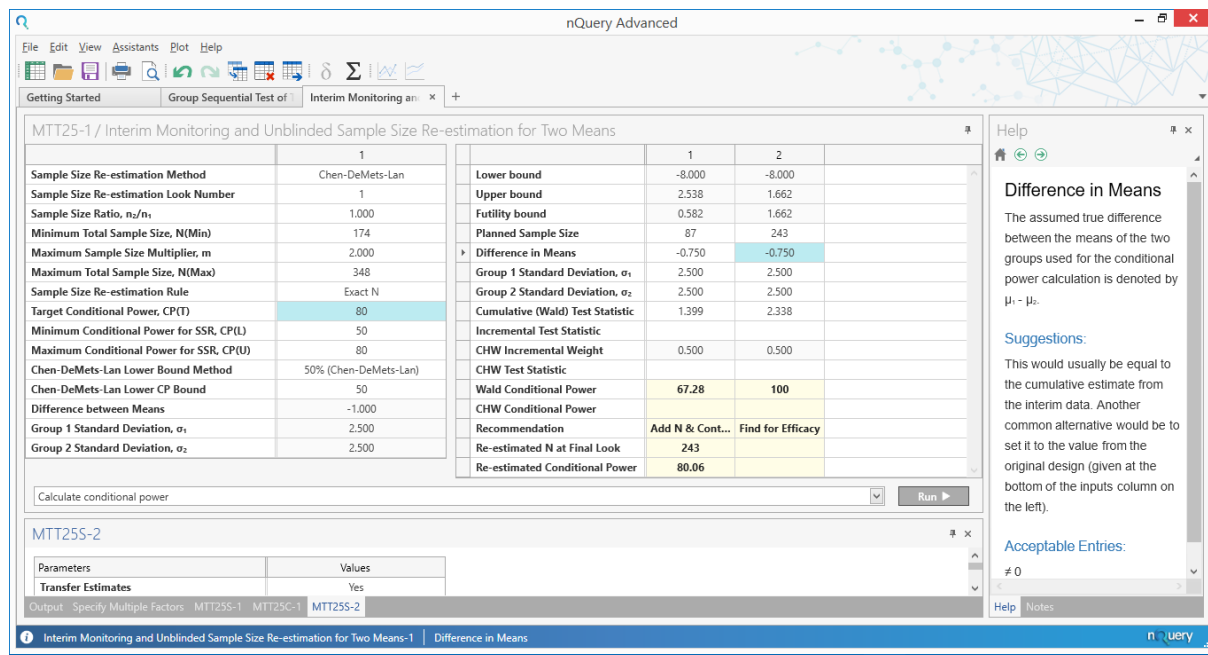 nQuery Advanced
File Edit View Assistants Plot Help
δ Σ
Getting Started Group Sequential Test of Interim Monitoring an × +
MTT25-1 / Interim Monitoring and Unblinded Sample Size Re-estimation for Two Means
1
Sample Size Re-estimation Method Chen-DeMets-Lan
Sample Size Re-estimation Look Number 1
Sample Size Ratio, n₂/n₁ 1.000
Minimum Total Sample Size, N(Min) 174
Maximum Sample Size Multiplier, m 2.000
Maximum Total Sample Size, N(Max) 348
Sample Size Re-estimation Rule Exact N
Target Conditional Power, CP(T) 80
Minimum Conditional Power for SSR, CP(L) 50
Maximum Conditional Power for SSR, CP(U) 80
Chen-DeMets-Lan Lower Bound Method 50% (Chen-DeMets-Lan)
Chen-DeMets-Lan Lower CP Bound 50
Difference between Means -1.000
Group 1 Standard Deviation, σ₁ 2.500
Group 2 Standard Deviation, σ₂ 2.500
1 2
Lower bound -8.000 -8.000
Upper bound 2.538 1.662
Futility bound 0.582 1.662
Planned Sample Size 87 243
Difference in Means -0.750 -0.750
Group 1 Standard Deviation, σ₁ 2.500 2.500
Group 2 Standard Deviation, σ₂ 2.500 2.500
Cumulative (Wald) Test Statistic 1.399 2.338
Incremental Test Statistic
CHW Incremental Weight 0.500 0.500
CHW Test Statistic
Wald Conditional Power 67.28 100
CHW Conditional Power
Recommendation Add N & Cont... Find for Efficacy
Re-estimated N at Final Look 243
Re-estimated Conditional Power 80.06
Calculate conditional power Run
MTT25S-2
Parameters Values
Transfer Estimates Yes
Output Specify Multiple Factors MTT25S-1 MTT25C-1 MTT25S-2
Help
Difference in Means
The assumed true difference
between the means of the two
groups used for the conditional
power calculation is denoted by
μ₁ - μ₂.
Suggestions:
This would usually be equal to
the cumulative estimate from
the interim data. Another
common alternative would be to
set it to the value from the
original design (given at the
bottom of the inputs column on
the left).
Acceptable Entries:
≠ 0
Help Notes
Interim Monitoring and Unblinded Sample Size Re-estimation for Two Means-1 Difference in Means
nQuery